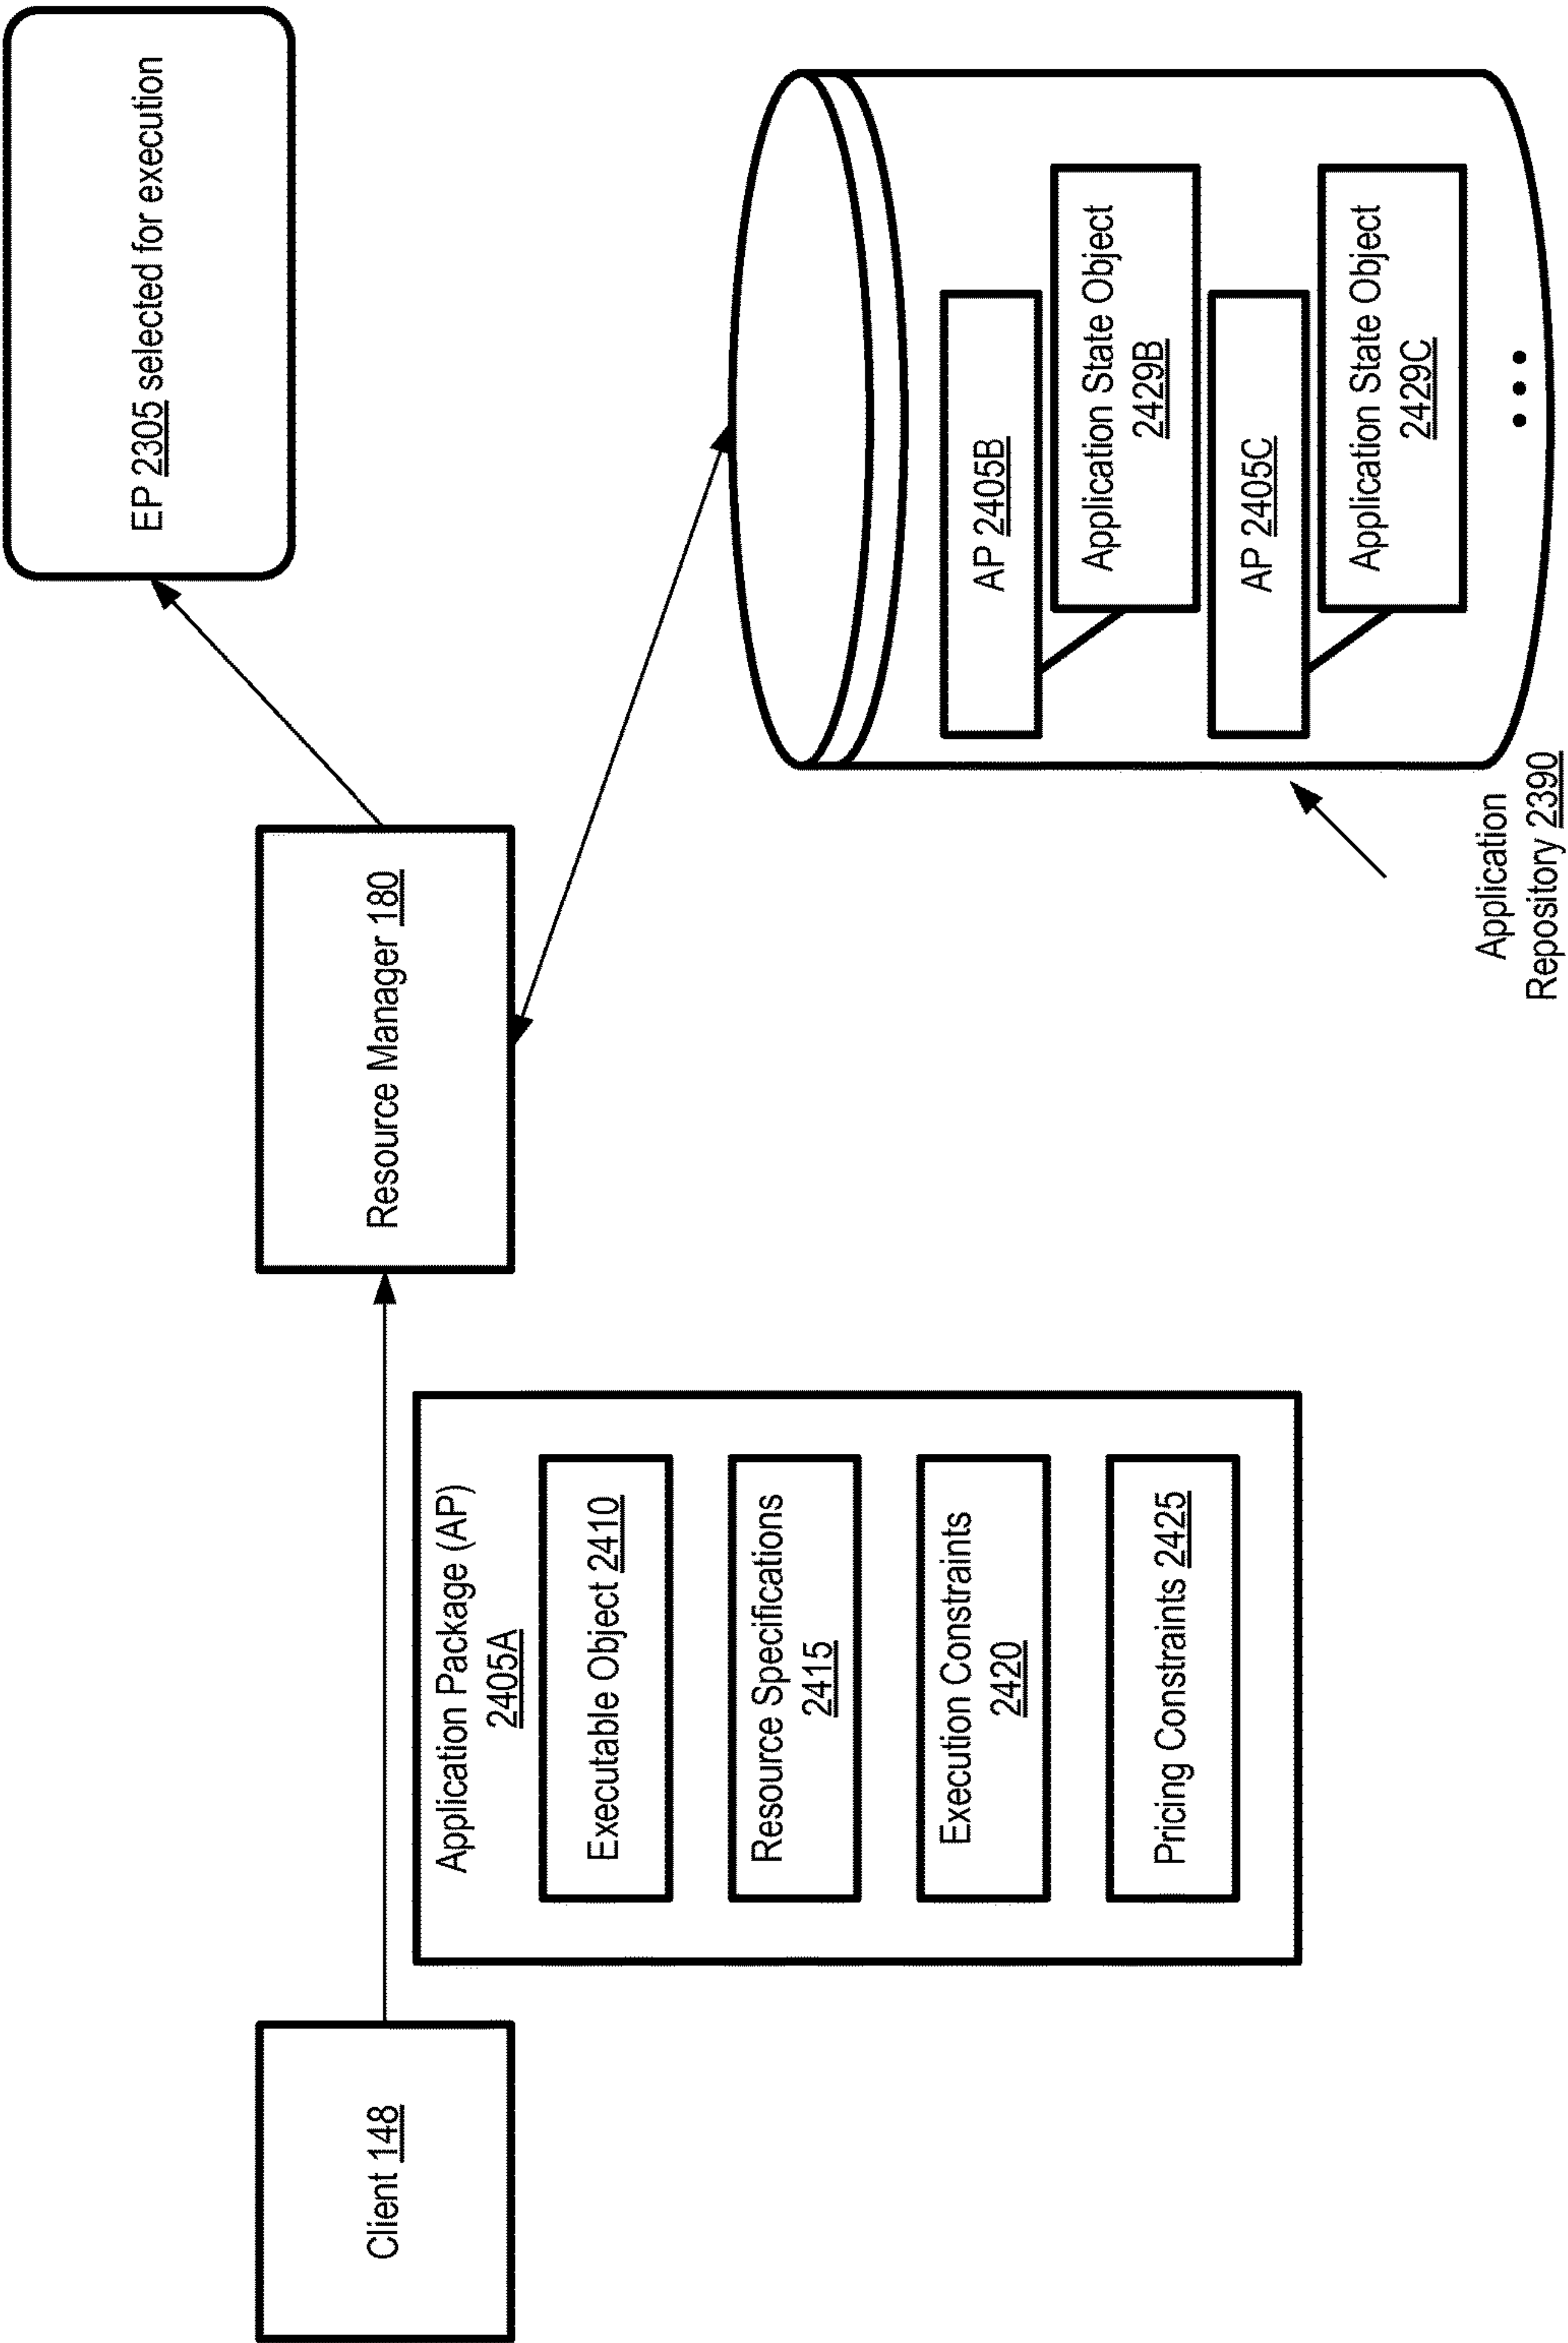 Client 148
Application Package (AP)
2405A
Executable Object 2410
Resource Specifications
2415
Execution Constraints
2420
Pricing Constraints 2425
Resource Manager 180
EP 2305 selected for execution
AP 2405B
Application State Object
2429B
AP 2405C
Application State Object
2429C
Application
Repository 2390